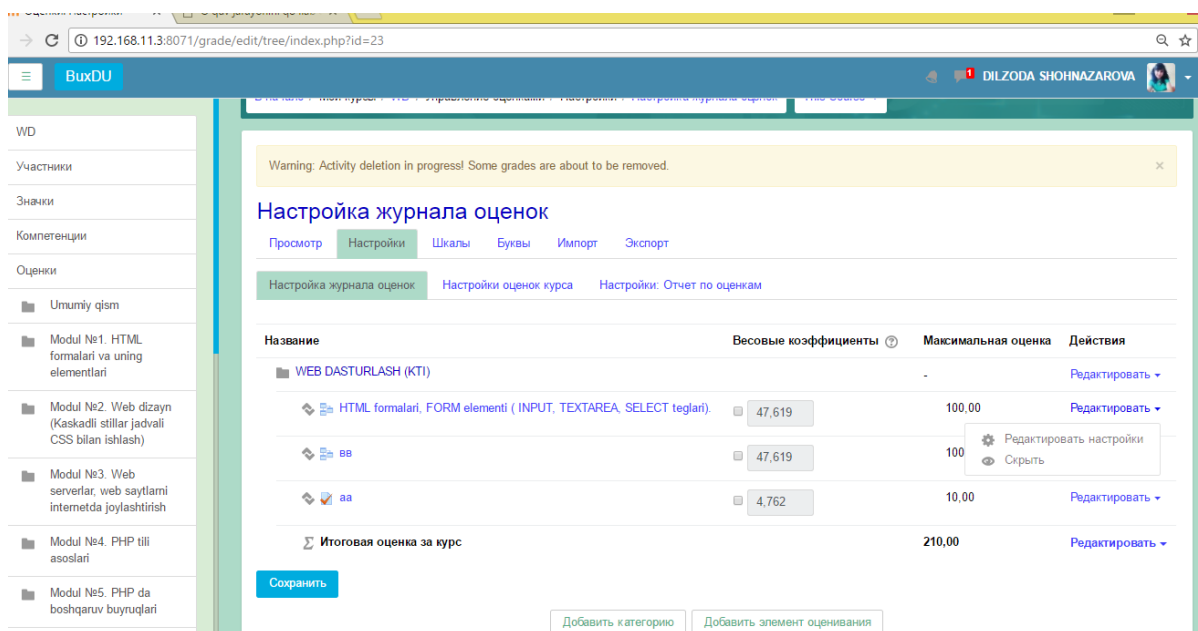 192.168.11.3:8071/grade/edit/tree/index.php?id=23
BuxDU
1
DILZODA SHOHNAZAROVA
WD
Участники
Значки
Компетенции
Оценки
Umumiy qism
Modul №1. HTML
formalari va uning
elementlari
Modul №2. Web dizayn
(Kaskadli stillar jadvali
CSS bilan ishlash)
Modul №3. Web
serverlar, web saytlarni
internetda joylashtirish
Modul №4. PHP tili
asoslari
Modul №5. PHP da
boshqaruv buyruqlari
Warning: Activity deletion in progress! Some grades are about to be removed.
Настройка журнала оценок
Просмотр Настройки Шкалы Буквы Импорт Экспорт
Настройка журнала оценок Настройки оценок курса Настройки: Отчет по оценкам
Название Весовые коэффициенты Максимальная оценка Действия
WEB DASTURLASH (KTI) - Редактировать
HTML formalari, FORM elementi ( INPUT, TEXTAREA, SELECT teglari). 47,619 100,00 Редактировать
Редактировать настройки
Скрыть
вв 47,619 100
aa 4,762 10,00 Редактировать
Итоговая оценка за курс 210,00 Редактировать
Сохранить
Добавить категорию Добавить элемент оценивания